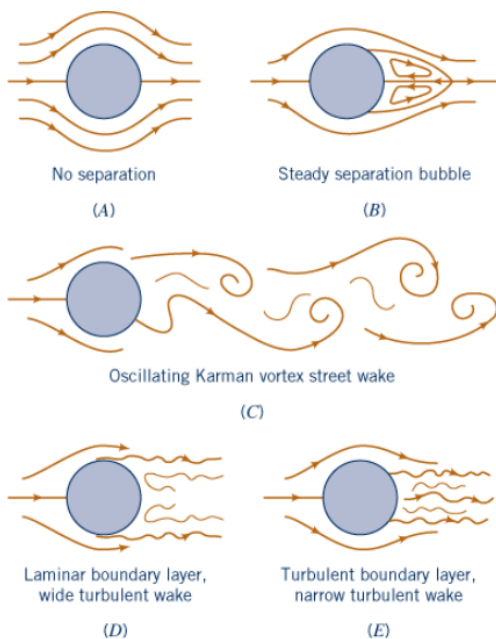 No separation
Steady separation bubble
(A)
(B)
Oscillating Karman vortex street wake
(C)
Laminar boundary layer,
wide turbulent wake
Turbulent boundary layer,
narrow turbulent wake
(D)
(E)